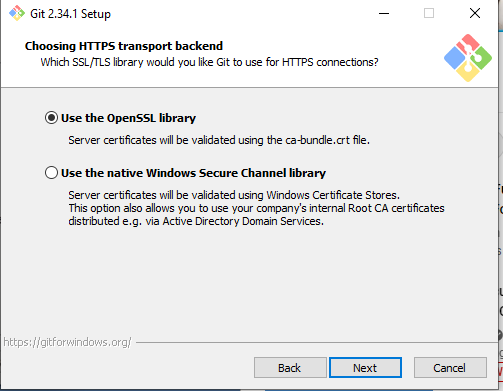 Git 2.34.1 Setup
Choosing HTTPS transport backend
Which SSL/TLS library would you like Git to use for HTTPS connections?
Use the OpenSSL library
Server certificates will be validated using the ca-bundle.crt file.
Use the native Windows Secure Channel library
Server certificates will be validated using Windows Certificate Stores.
This option also allows you to use your company's internal Root CA certificates
distributed e.g. via Active Directory Domain Services.
https://gitforwindows.org/
Back
Next
Cancel